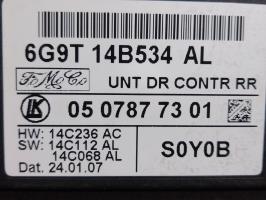 6G9T 14B534 AL
FoMoCo UNT DR CONTR RR
LK 05 0787 73 01
HW: 14C236 AC
SW: 14C112 AL
14C068 AL
Dat. 24.01.07
S0Y0B